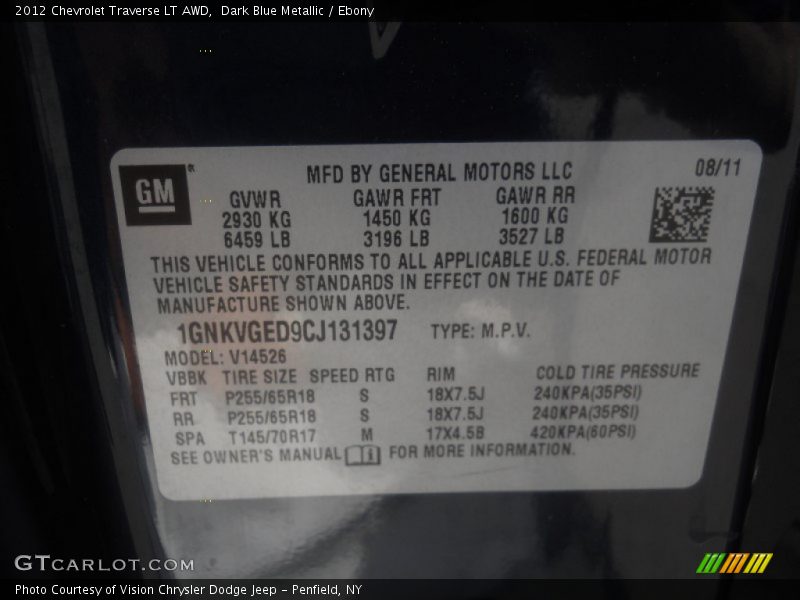 2012 Chevrolet Traverse LT AWD, Dark Blue Metallic / Ebony
GM
MFD BY GENERAL MOTORS LLC 08/11
GVWR GAWR FRT GAWR RR
2930 KG 1450 KG 1600 KG
6459 LB 3196 LB 3527 LB
THIS VEHICLE CONFORMS TO ALL APPLICABLE U.S. FEDERAL MOTOR
VEHICLE SAFETY STANDARDS IN EFFECT ON THE DATE OF
MANUFACTURE SHOWN ABOVE.
1GNKVGED9CJ131397 TYPE: M.P.V.
MODEL: V14526
VBBK TIRE SIZE SPEED RTG RIM COLD TIRE PRESSURE
FRT P255/65R18 S 18X7.5J 240KPA(35PSI)
RR P255/65R18 S 18X7.5J 240KPA(35PSI)
SPA T145/70R17 M 17X4.5B 420KPA(60PSI)
SEE OWNER'S MANUAL FOR MORE INFORMATION.
GTCARLOT.COM
Photo Courtesy of Vision Chrysler Dodge Jeep - Penfield, NY